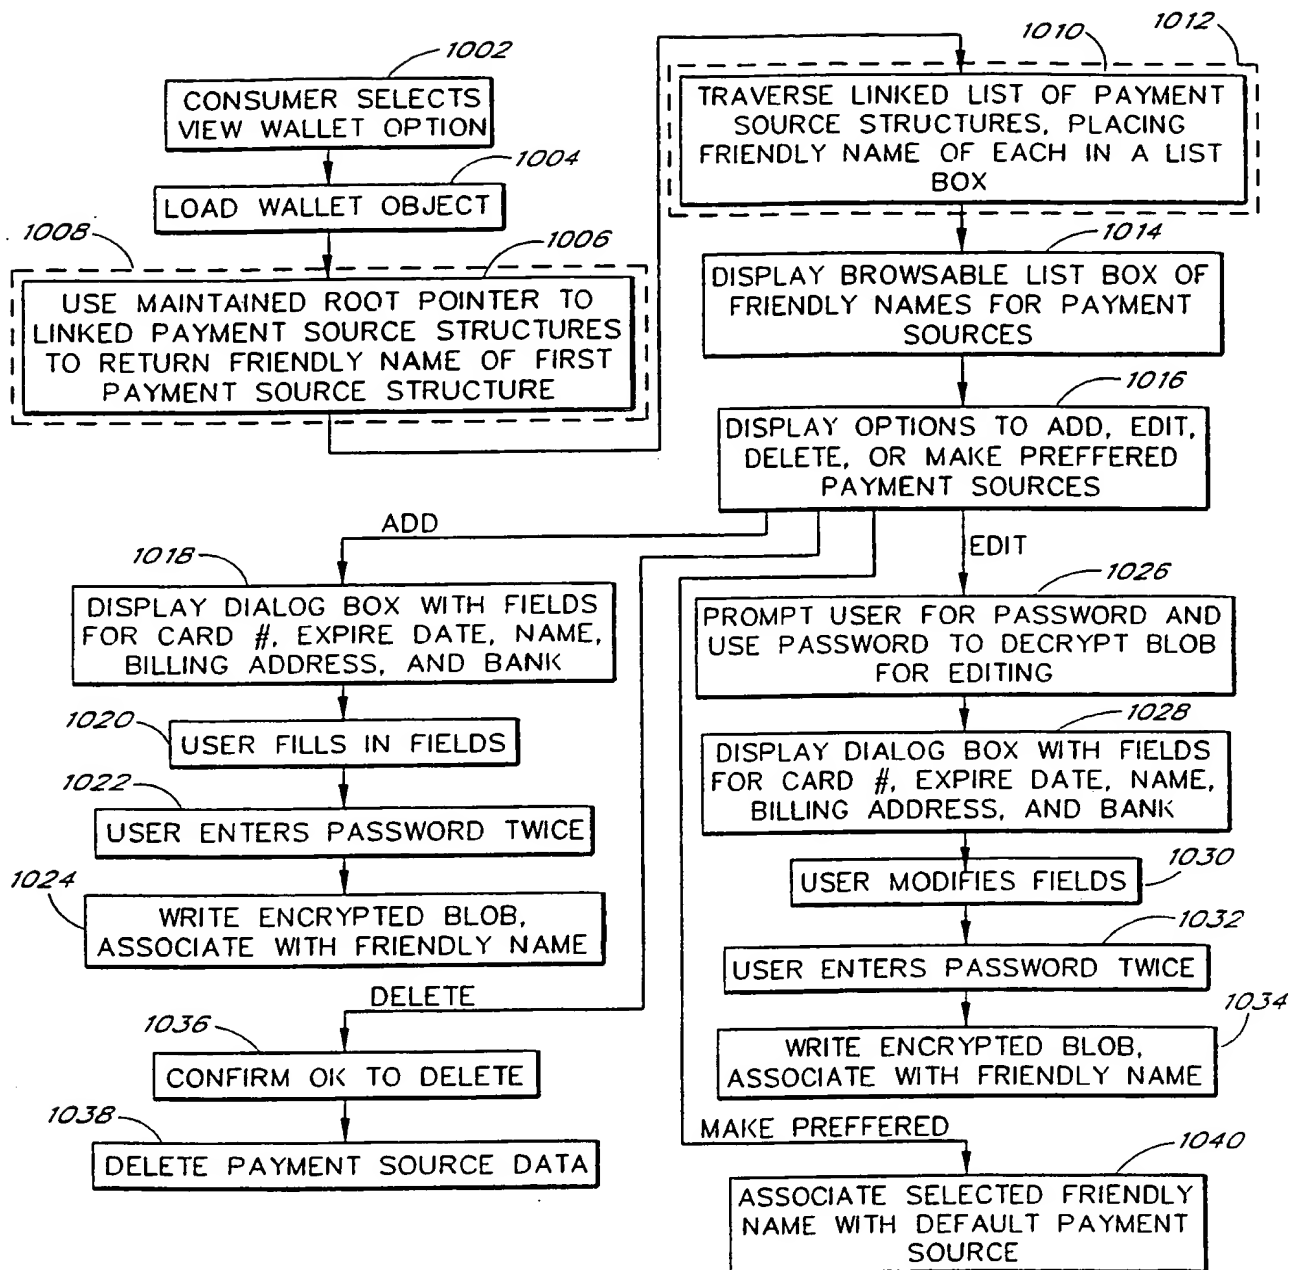 1002
CONSUMER SELECTS
VIEW WALLET OPTION
1004
LOAD WALLET OBJECT
1008
1006
USE MAINTAINED ROOT POINTER TO
LINKED PAYMENT SOURCE STRUCTURES
TO RETURN FRIENDLY NAME OF FIRST
PAYMENT SOURCE STRUCTURE
1010
1012
TRAVERSE LINKED LIST OF PAYMENT
SOURCE STRUCTURES, PLACING
FRIENDLY NAME OF EACH IN A LIST
BOX
1014
DISPLAY BROWSABLE LIST BOX OF
FRIENDLY NAMES FOR PAYMENT
SOURCES
1016
DISPLAY OPTIONS TO ADD, EDIT,
DELETE, OR MAKE PREFFERED
PAYMENT SOURCES
ADD
1018
DISPLAY DIALOG BOX WITH FIELDS
FOR CARD #, EXPIRE DATE, NAME,
BILLING ADDRESS, AND BANK
1020
USER FILLS IN FIELDS
1022
USER ENTERS PASSWORD TWICE
1024
WRITE ENCRYPTED BLOB,
ASSOCIATE WITH FRIENDLY NAME
EDIT
1026
PROMPT USER FOR PASSWORD AND
USE PASSWORD TO DECRYPT BLOB
FOR EDITING
1028
DISPLAY DIALOG BOX WITH FIELDS
FOR CARD #, EXPIRE DATE, NAME,
BILLING ADDRESS, AND BANK
1030
USER MODIFIES FIELDS
1032
USER ENTERS PASSWORD TWICE
1034
WRITE ENCRYPTED BLOB,
ASSOCIATE WITH FRIENDLY NAME
DELETE
1036
CONFIRM OK TO DELETE
1038
DELETE PAYMENT SOURCE DATA
MAKE PREFFERED
1040
ASSOCIATE SELECTED FRIENDLY
NAME WITH DEFAULT PAYMENT
SOURCE